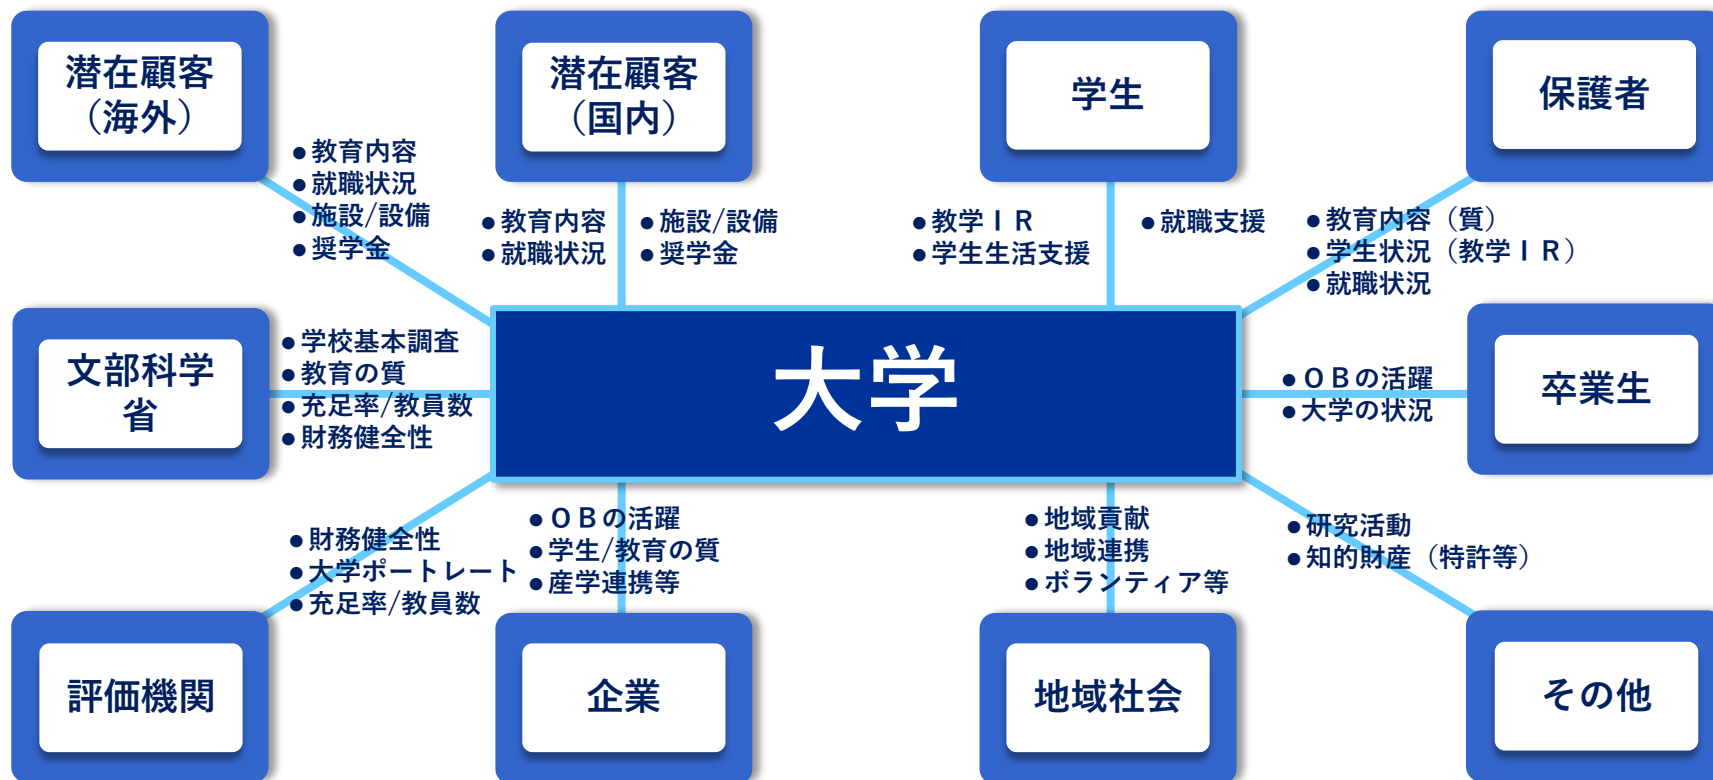 潜在顧客
（海外）
潜在顧客
（国内）
学生
保護者
●教育内容
●就職状況
●施設/設備
●奨学金
●教育内容
●就職状況
●施設/設備
●奨学金
●教学ＩＲ
●学生生活支援
●就職支援
●教育内容（質）
●学生状況（教学ＩＲ）
●就職状況
文部科学
省
●学校基本調査
●教育の質
●充足率/教員数
●財務健全性
大学
●ＯＢの活躍
●大学の状況
卒業生
●財務健全性
●大学ポートレート
●充足率/教員数
●ＯＢの活躍
●学生/教育の質
●産学連携等
●地域貢献
●地域連携
●ボランティア等
●研究活動
●知的財産（特許等）
評価機関
企業
地域社会
その他